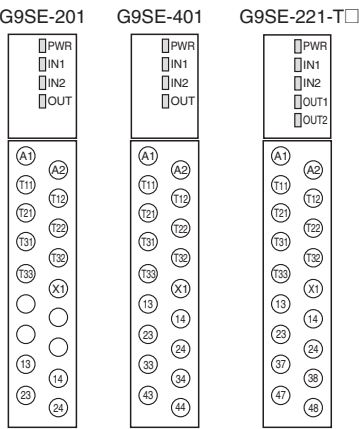 G9SE-201 G9SE-401 G9SE-221-T□
PWR PWR PWR
IN1 IN1 IN1
IN2 IN2 IN2
OUT OUT OUT1
OUT2
A1 A1 A1
A2 A2 A2
T11 T11 T11
T12 T12 T12
T21 T21 T21
T22 T22 T22
T31 T31 T31
T32 T32 T32
T33 T33 T33
X1 X1 X1
13 13
14 14
23 23
24 24
13 33 37
14 34 38
23 43 47
24 44 48